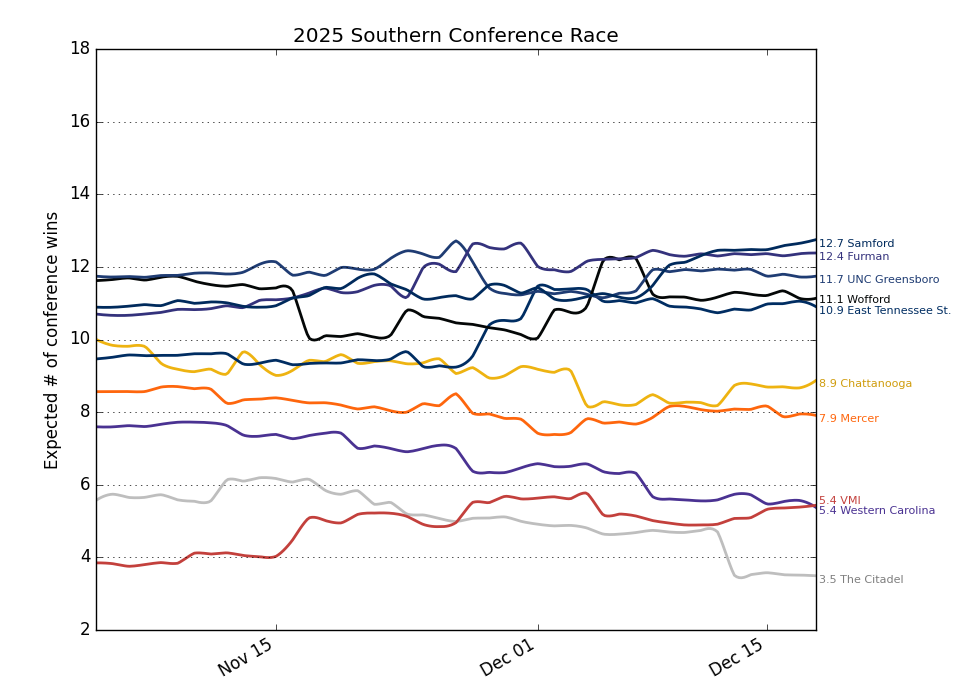 2025 Southern Conference Race
Expected # of conference wins
18
16
14
12
10
8
6
4
2
Nov 15
Dec 01
Dec 15
12.7 Samford
12.4 Furman
11.7 UNC Greensboro
11.1 Wofford
10.9 East Tennessee St.
8.9 Chattanooga
7.9 Mercer
5.4 VMI
5.4 Western Carolina
3.5 The Citadel